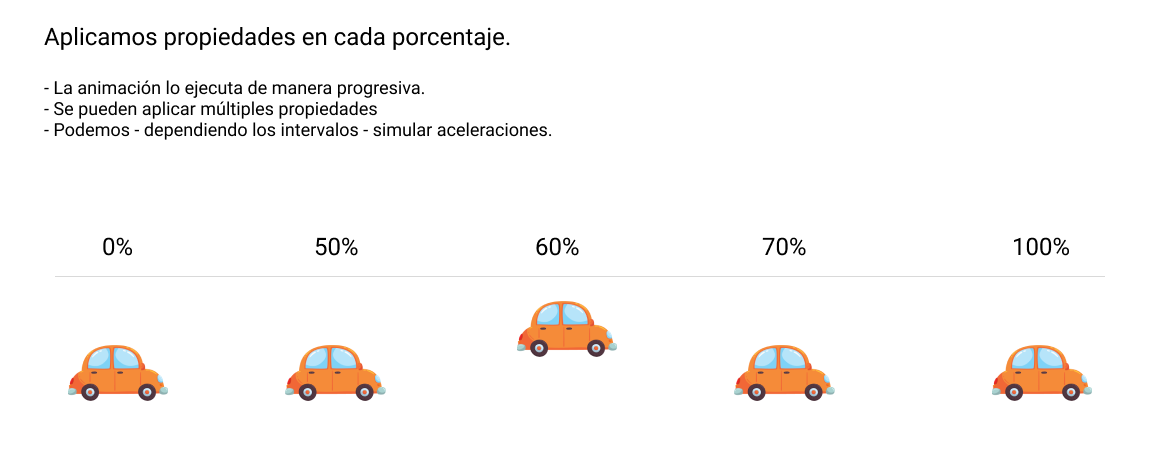 Aplicamos propiedades en cada porcentaje.
- La animación lo ejecuta de manera progresiva.
- Se pueden aplicar múltiples propiedades
- Podemos - dependiendo los intervalos - simular aceleraciones.
0% 50% 60% 70% 100%